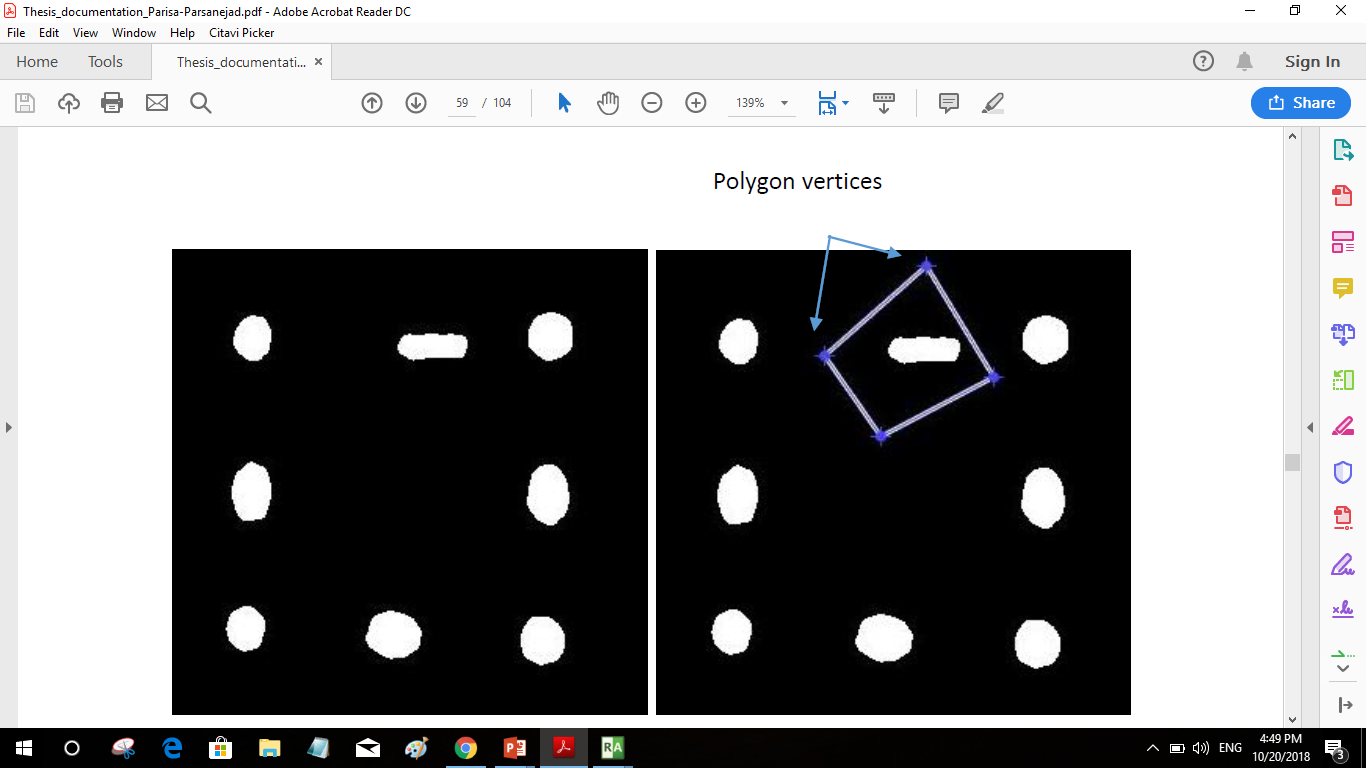 Thesis_documentation_Parisa-Parsanejad.pdf - Adobe Acrobat Reader DC
File Edit View Window Help Citavi Picker
Home Tools Thesis_documentati... × Sign In
59 / 104 139% Share
Polygon vertices
ENG 4:49 PM
10/20/2018 3